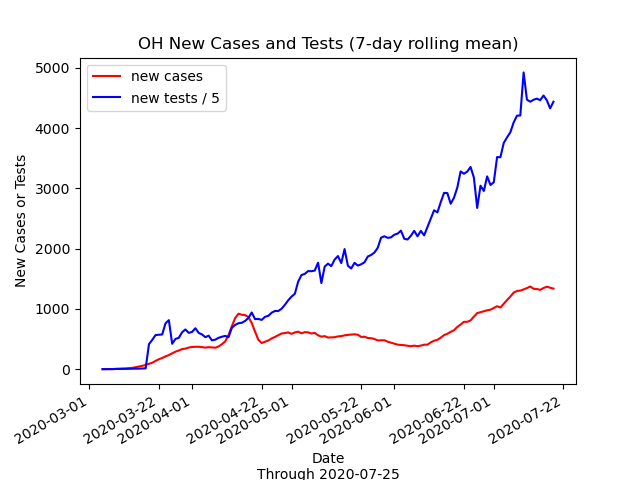 OH New Cases and Tests (7-day rolling mean)
new cases
new tests / 5
5000
4000
3000
2000
1000
0
New Cases or Tests
2020-03-01
2020-03-22
2020-04-01
2020-04-22
2020-05-01
2020-05-22
2020-06-01
2020-06-22
2020-07-01
2020-07-22
Date
Through 2020-07-25